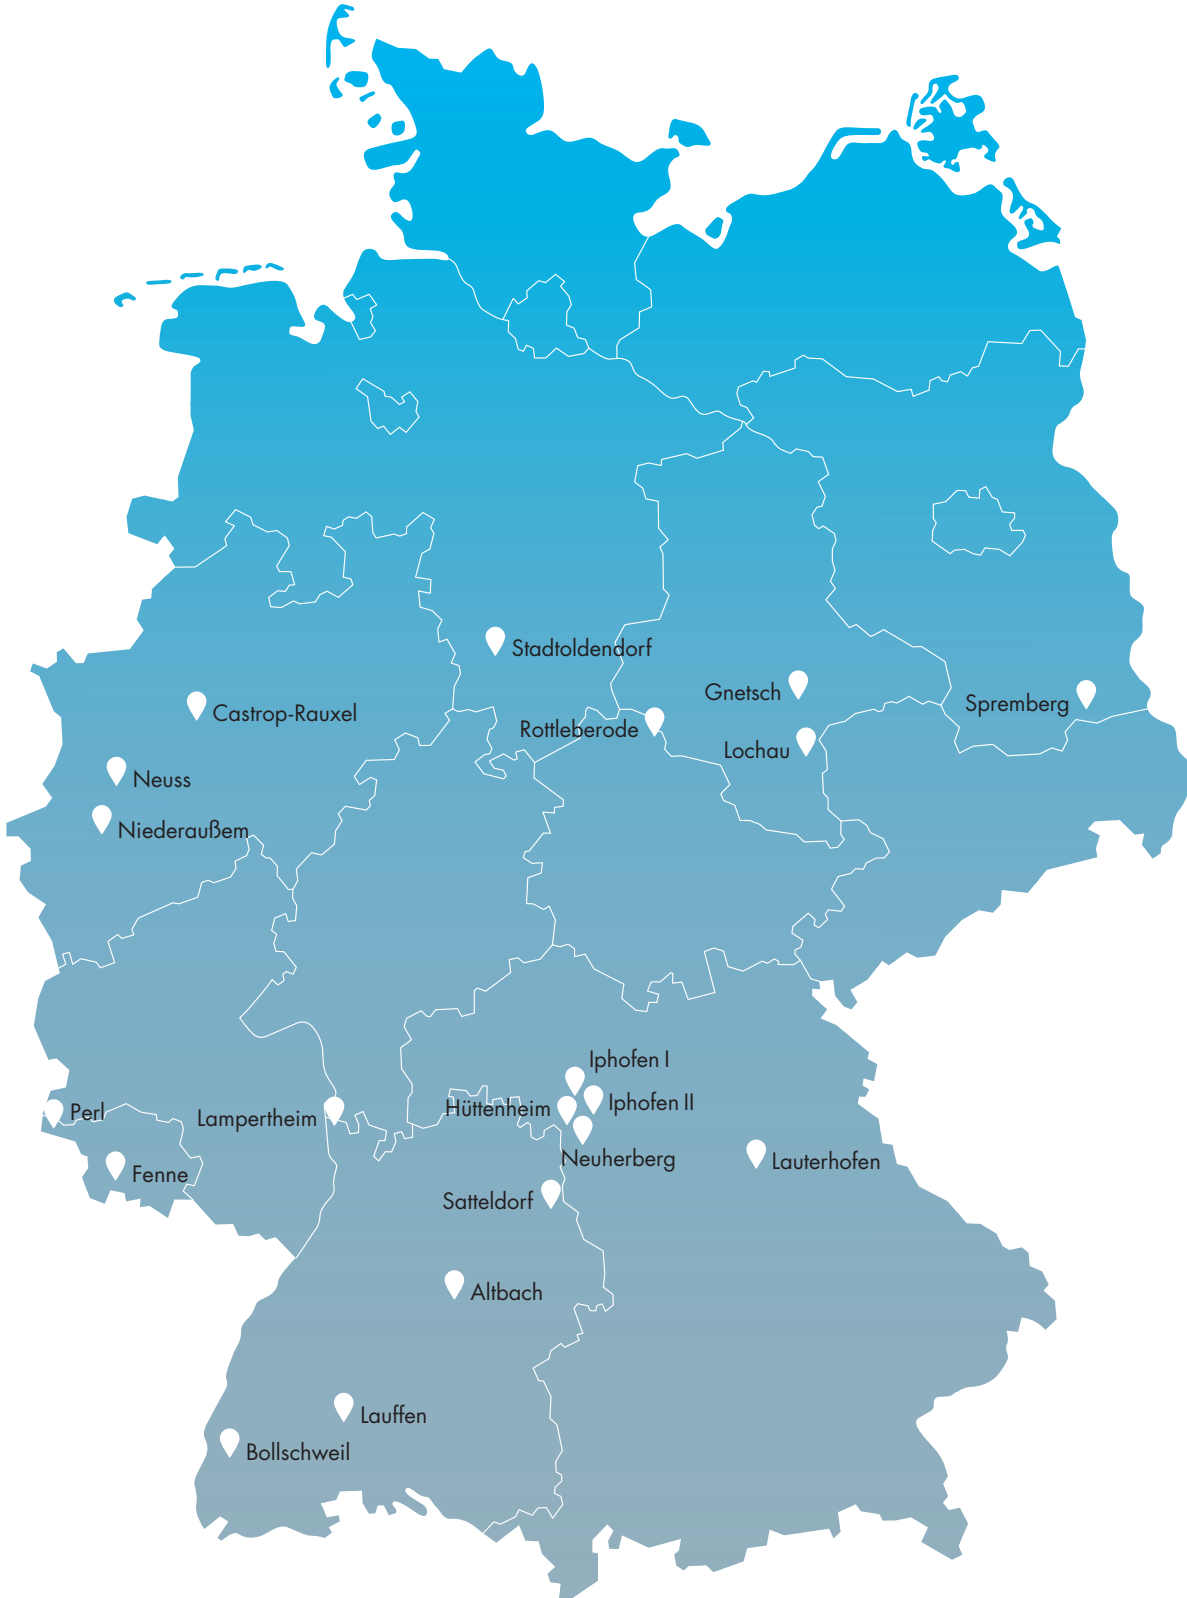 Stadtoldendorf
Gnetsch
Spremberg
Castrop-Rauxel
Rottleberode
Lochau
Neuss
Niederaußem
Iphofen I
Iphofen II
Hüttenheim
Perl
Lampertheim
Neuherberg
Lauterhofen
Fenne
Satteldorf
Altbach
Lauffen
Bollschweil